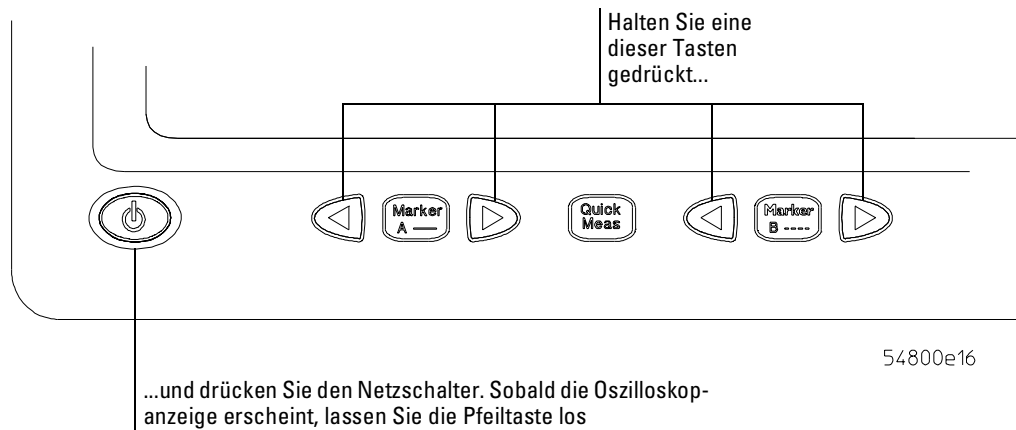 Halten Sie eine
dieser Tasten
gedrückt...
Marker
A —
Quick
Meas
Marker
B ----
54800e16
...und drücken Sie den Netzschalter. Sobald die Oszilloskop-
anzeige erscheint, lassen Sie die Pfeiltaste los